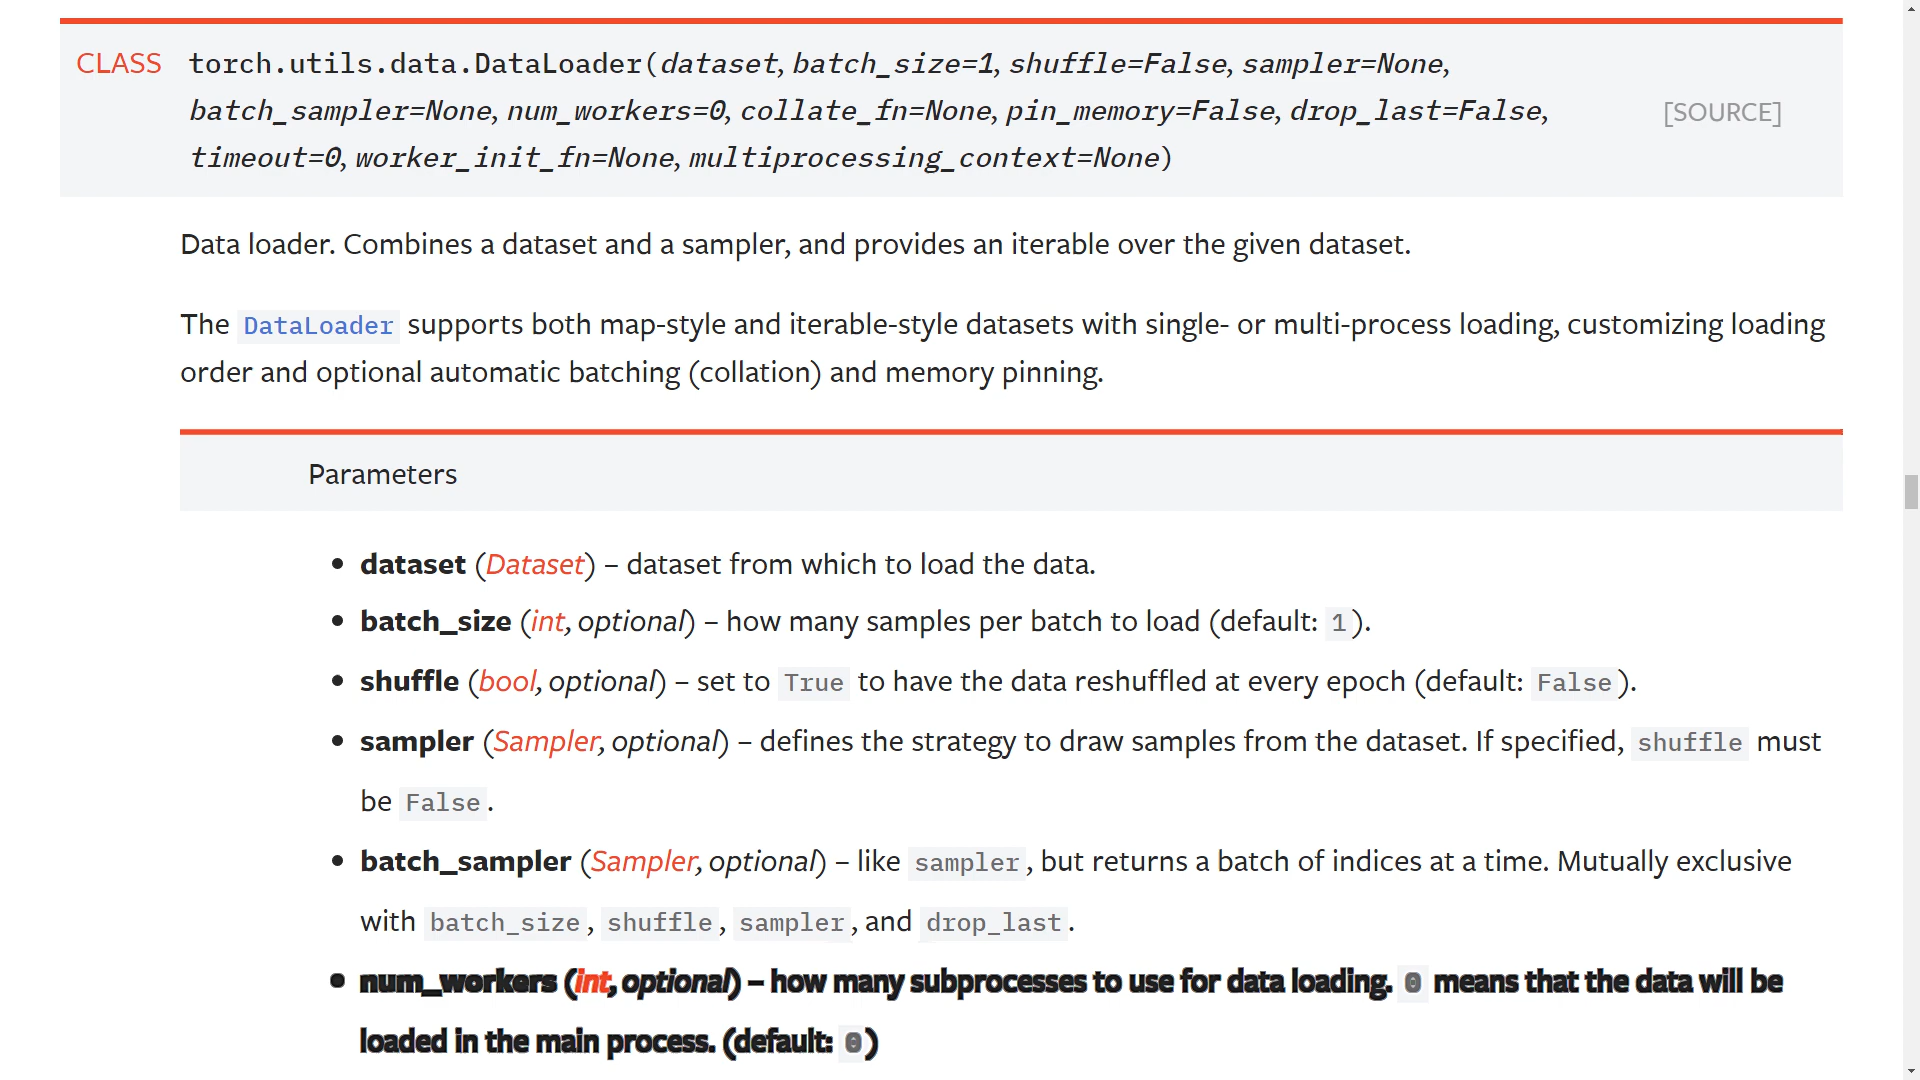 CLASS torch.utils.data.DataLoader(dataset, batch_size=1, shuffle=False, sampler=None,
batch_sampler=None, num_workers=0, collate_fn=None, pin_memory=False, drop_last=False,
[SOURCE]
timeout=0, worker_init_fn=None, multiprocessing_context=None)
Data loader. Combines a dataset and a sampler, and provides an iterable over the given dataset.
The DataLoader supports both map-style and iterable-style datasets with single- or multi-process loading, customizing loading
order and optional automatic batching (collation) and memory pinning.
Parameters
• dataset (Dataset) – dataset from which to load the data.
• batch_size (int, optional) – how many samples per batch to load (default: 1 ).
• shuffle (bool, optional) – set to True to have the data reshuffled at every epoch (default: False ).
• sampler (Sampler, optional) – defines the strategy to draw samples from the dataset. If specified, shuffle must
be False .
• batch_sampler (Sampler, optional) – like sampler , but returns a batch of indices at a time. Mutually exclusive
with batch_size , shuffle , sampler , and drop_last .
• num_workers (int, optional) – how many subprocesses to use for data loading. 0 means that the data will be
loaded in the main process. (default: 0 )